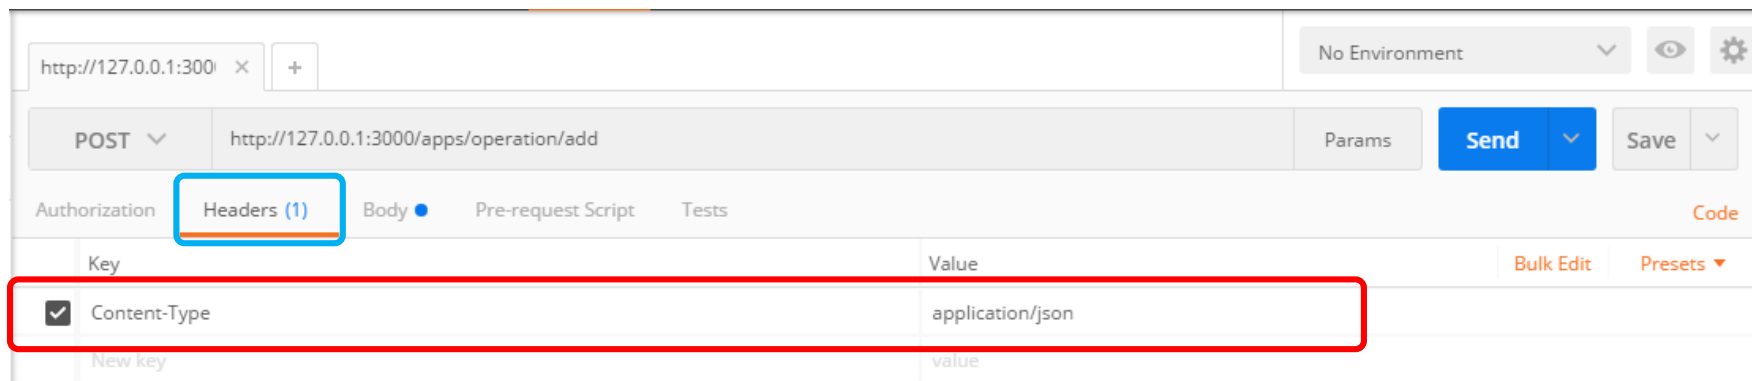 http://127.0.0.1:300
No Environment
POST http://127.0.0.1:3000/apps/operation/add Params Send Save
Authorization Headers (1) Body Pre-request Script Tests Code
Key Value Bulk Edit Presets
Content-Type application/json
New key value